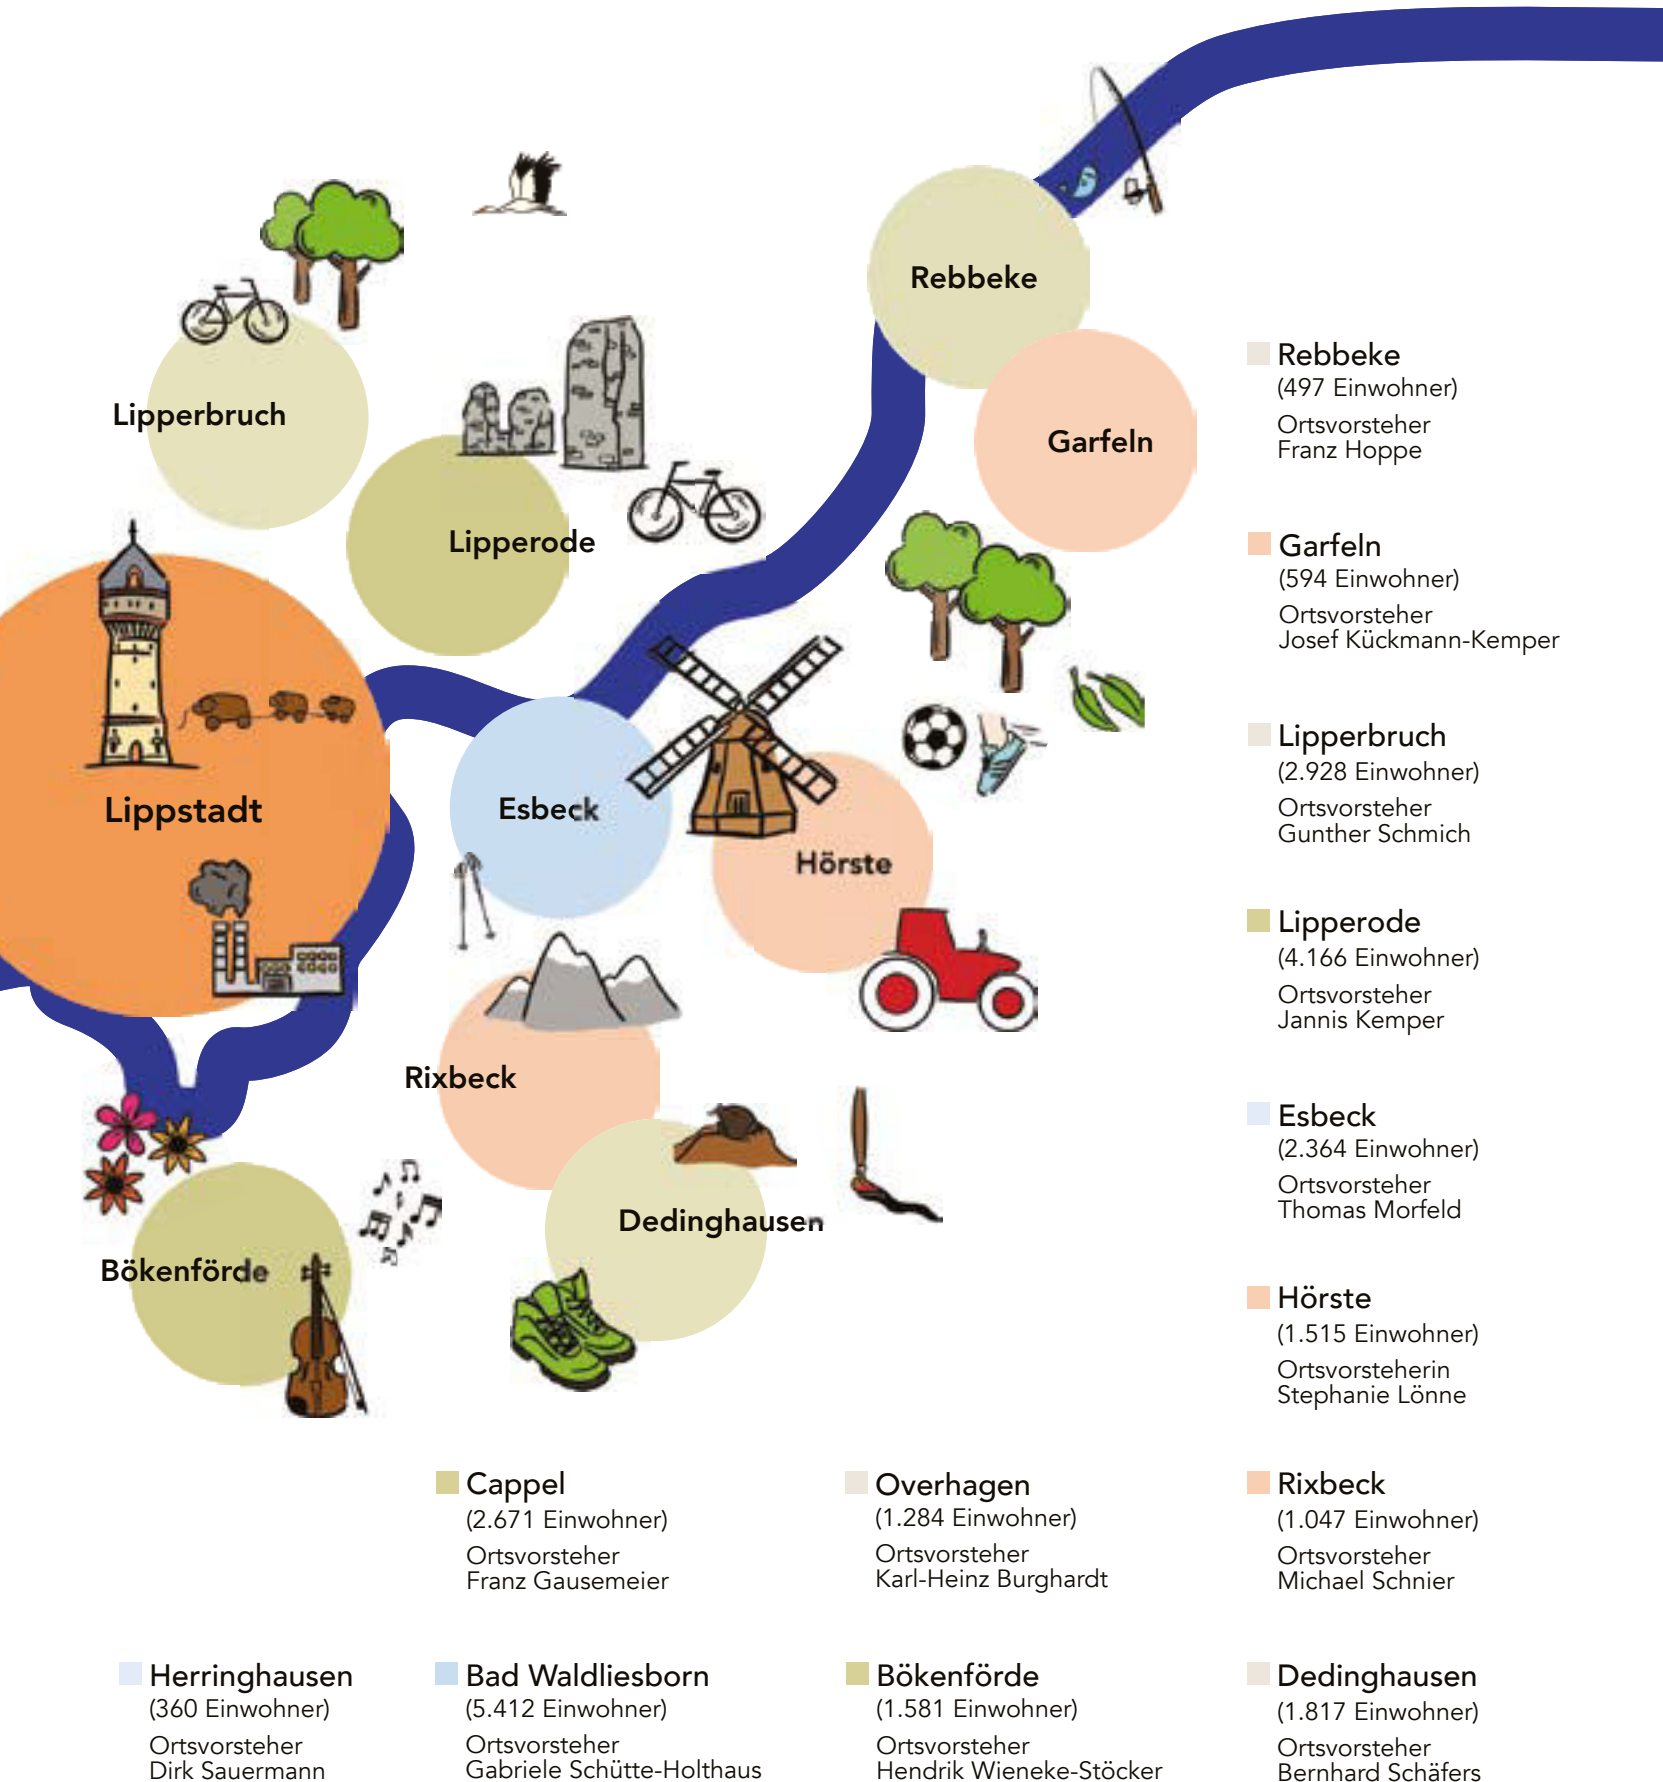 Rebbeke
Garfeln
Lipperbruch
Lipperode
Lippstadt
Esbeck
Hörste
Rixbeck
Dedinghausen
Bökenförde
Rebbeke
(497 Einwohner)
Ortsvorsteher
Franz Hoppe
Garfeln
(594 Einwohner)
Ortsvorsteher
Josef Kückmann-Kemper
Lipperbruch
(2.928 Einwohner)
Ortsvorsteher
Gunther Schmich
Lipperode
(4.166 Einwohner)
Ortsvorsteher
Jannis Kemper
Esbeck
(2.364 Einwohner)
Ortsvorsteher
Thomas Morfeld
Hörste
(1.515 Einwohner)
Ortsvorsteherin
Stephanie Lönne
Cappel
(2.671 Einwohner)
Ortsvorsteher
Franz Gausemeier
Overhagen
(1.284 Einwohner)
Ortsvorsteher
Karl-Heinz Burghardt
Rixbeck
(1.047 Einwohner)
Ortsvorsteher
Michael Schnier
Herringhausen
(360 Einwohner)
Ortsvorsteher
Dirk Sauermann
Bad Waldliesborn
(5.412 Einwohner)
Ortsvorsteher
Gabriele Schütte-Holthaus
Bökenförde
(1.581 Einwohner)
Ortsvorsteher
Hendrik Wieneke-Stöcker
Dedinghausen
(1.817 Einwohner)
Ortsvorsteher
Bernhard Schäfers